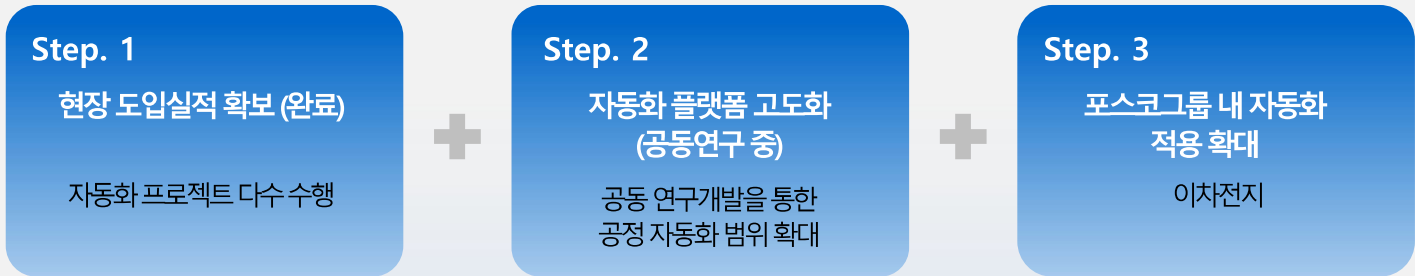 Step. 1
현장 도입실적 확보 (완료)
자동화 프로젝트 다수 수행
Step. 2
자동화 플랫폼 고도화
(공동연구 중)
공동 연구개발을 통한
공정 자동화 범위 확대
Step. 3
포스코그룹 내 자동화
적용 확대
이차전지